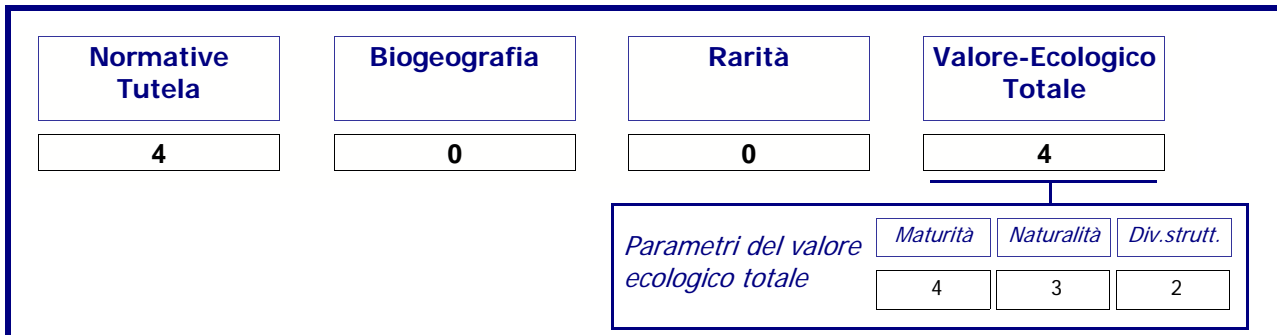 Normative
Tutela
Biogeografia
Rarità
Valore-Ecologico
Totale
4
0
0
4
Parametri del valore
ecologico totale
Maturità
Naturalità
Div.strutt.
4
3
2